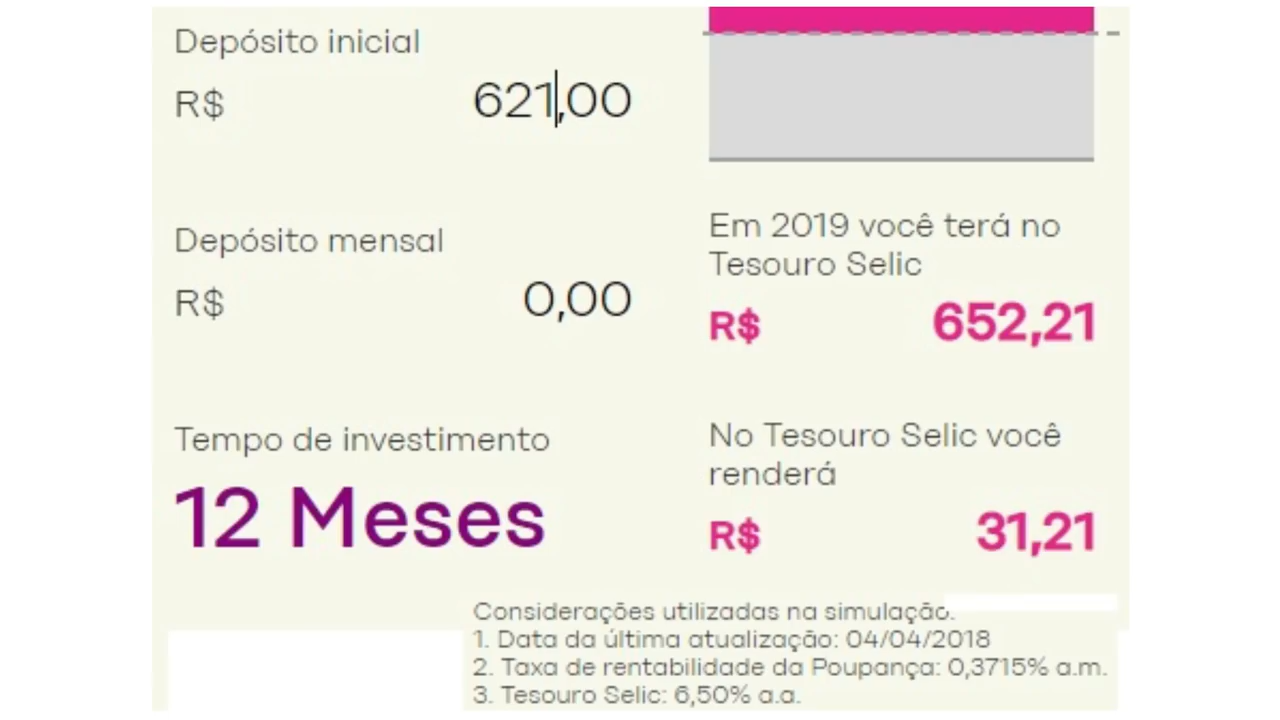 Depósito inicial
R$ 621,00
Depósito mensal
R$ 0,00
Tempo de investimento
12 Meses
Em 2019 você terá no
Tesouro Selic
R$ 652,21
No Tesouro Selic você
renderá
R$ 31,21
Considerações utilizadas na simulação.
1. Data da última atualização: 04/04/2018
2. Taxa de rentabilidade da Poupança: 0,3715% a.m.
3. Tesouro Selic: 6,50% a.a.